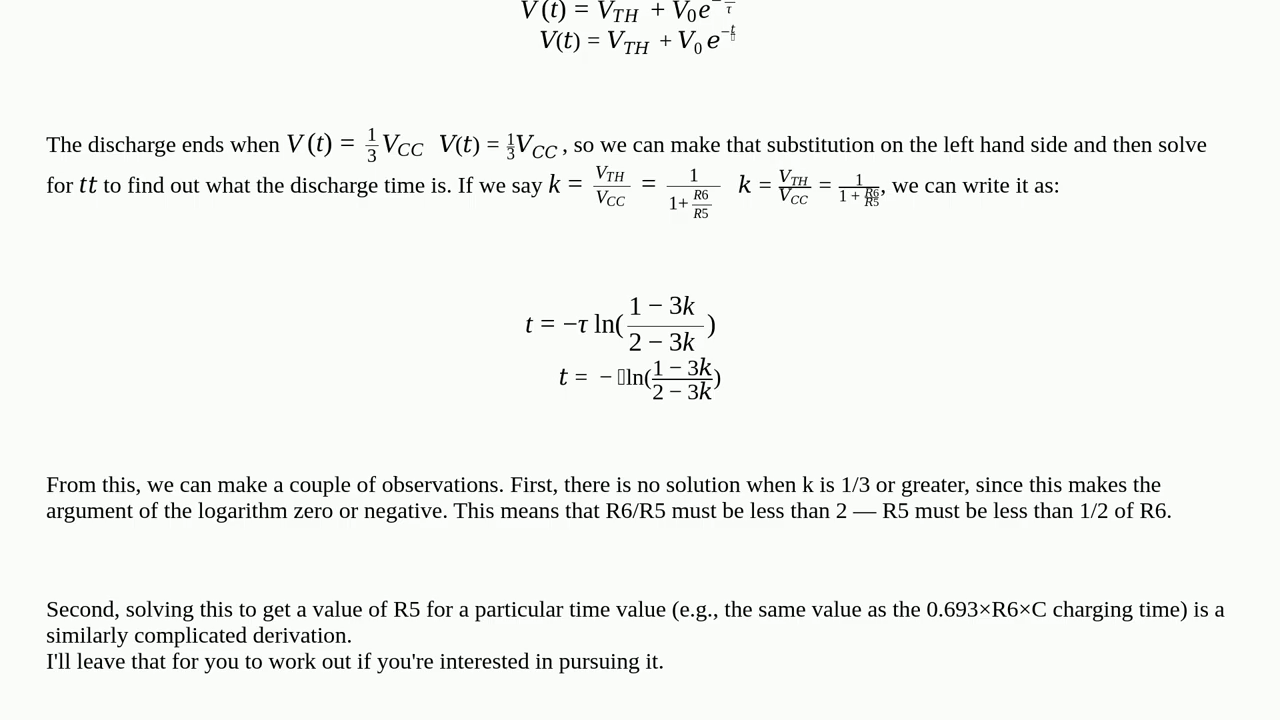 V(t) = V_TH + V_0 e^{-t/τ}
V(t) = V_TH + V_0 e^{-t/▯}
The discharge ends when V(t) = 1/3 V_CC V(t) = 1/3 V_CC, so we can make that substitution on the left hand side and then solve
for tt to find out what the discharge time is. If we say k = V_TH/V_CC = 1/(1+R6/R5) k = V_TH/V_CC = 1/(1 + R6/R5), we can write it as:
t = −τ ln((1 − 3k)/(2 − 3k))
t = − ▯ln((1 − 3k)/(2 − 3k))
From this, we can make a couple of observations. First, there is no solution when k is 1/3 or greater, since this makes the
argument of the logarithm zero or negative. This means that R6/R5 must be less than 2 — R5 must be less than 1/2 of R6.
Second, solving this to get a value of R5 for a particular time value (e.g., the same value as the 0.693×R6×C charging time) is a
similarly complicated derivation.
I'll leave that for you to work out if you're interested in pursuing it.